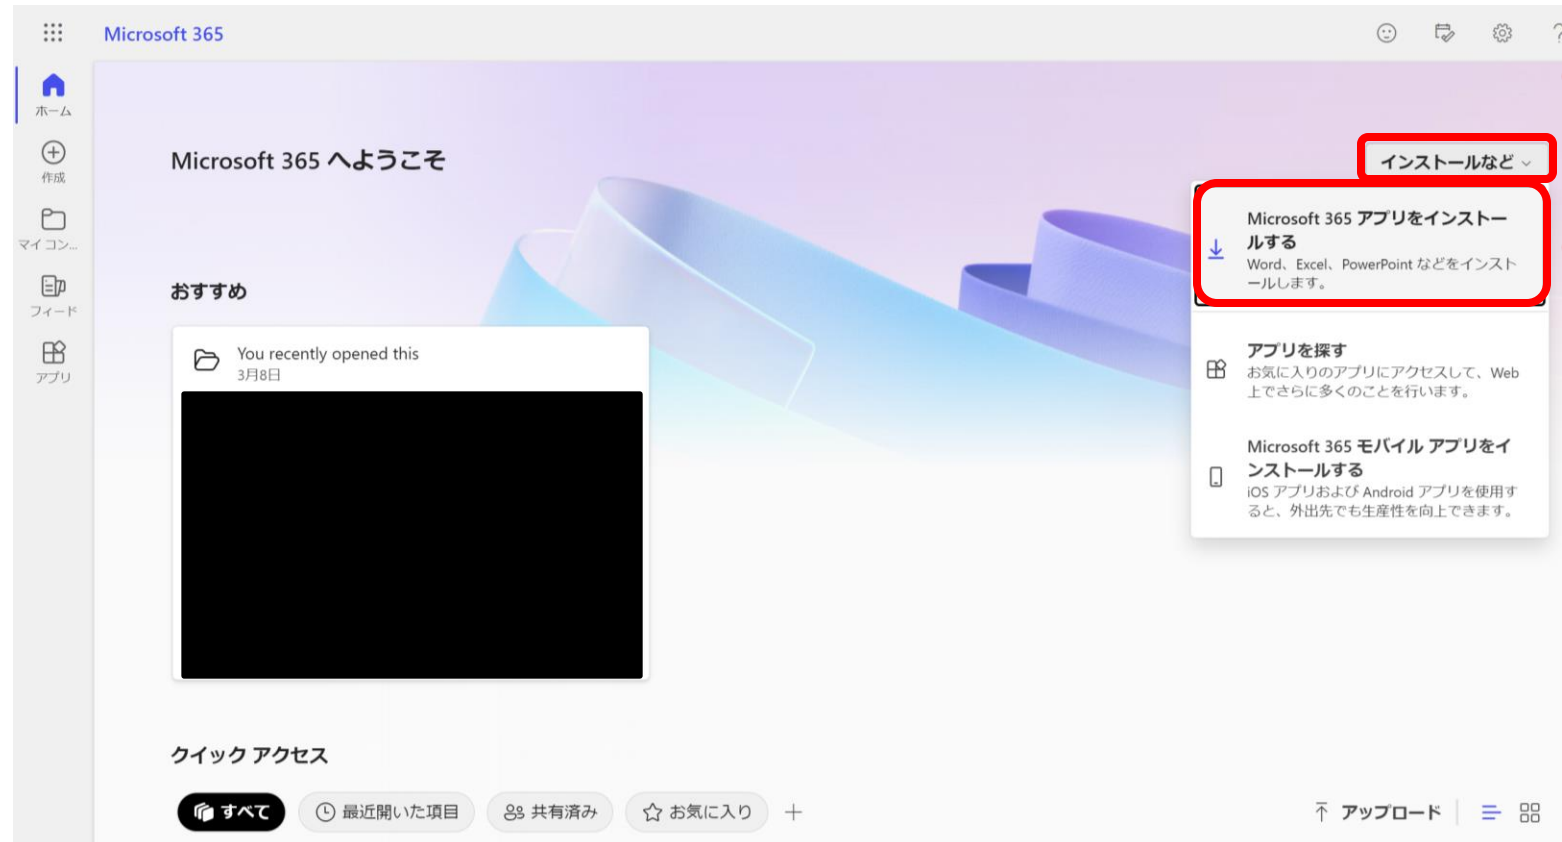 Microsoft 365
ホーム
作成
マイ コン...
フィード
アプリ
Microsoft 365 へようこそ
インストールなど
Microsoft 365 アプリをインストー
ルする
Word、Excel、PowerPoint などをインスト
ールします。
アプリを探す
お気に入りのアプリにアクセスして、Web
上でさらに多くのことを行います。
Microsoft 365 モバイル アプリをイ
ンストールする
iOS アプリおよび Android アプリを使用す
ると、外出先でも生産性を向上できます。
おすすめ
You recently opened this
3月8日
クイック アクセス
すべて 最近開いた項目 共有済み お気に入り アップロード